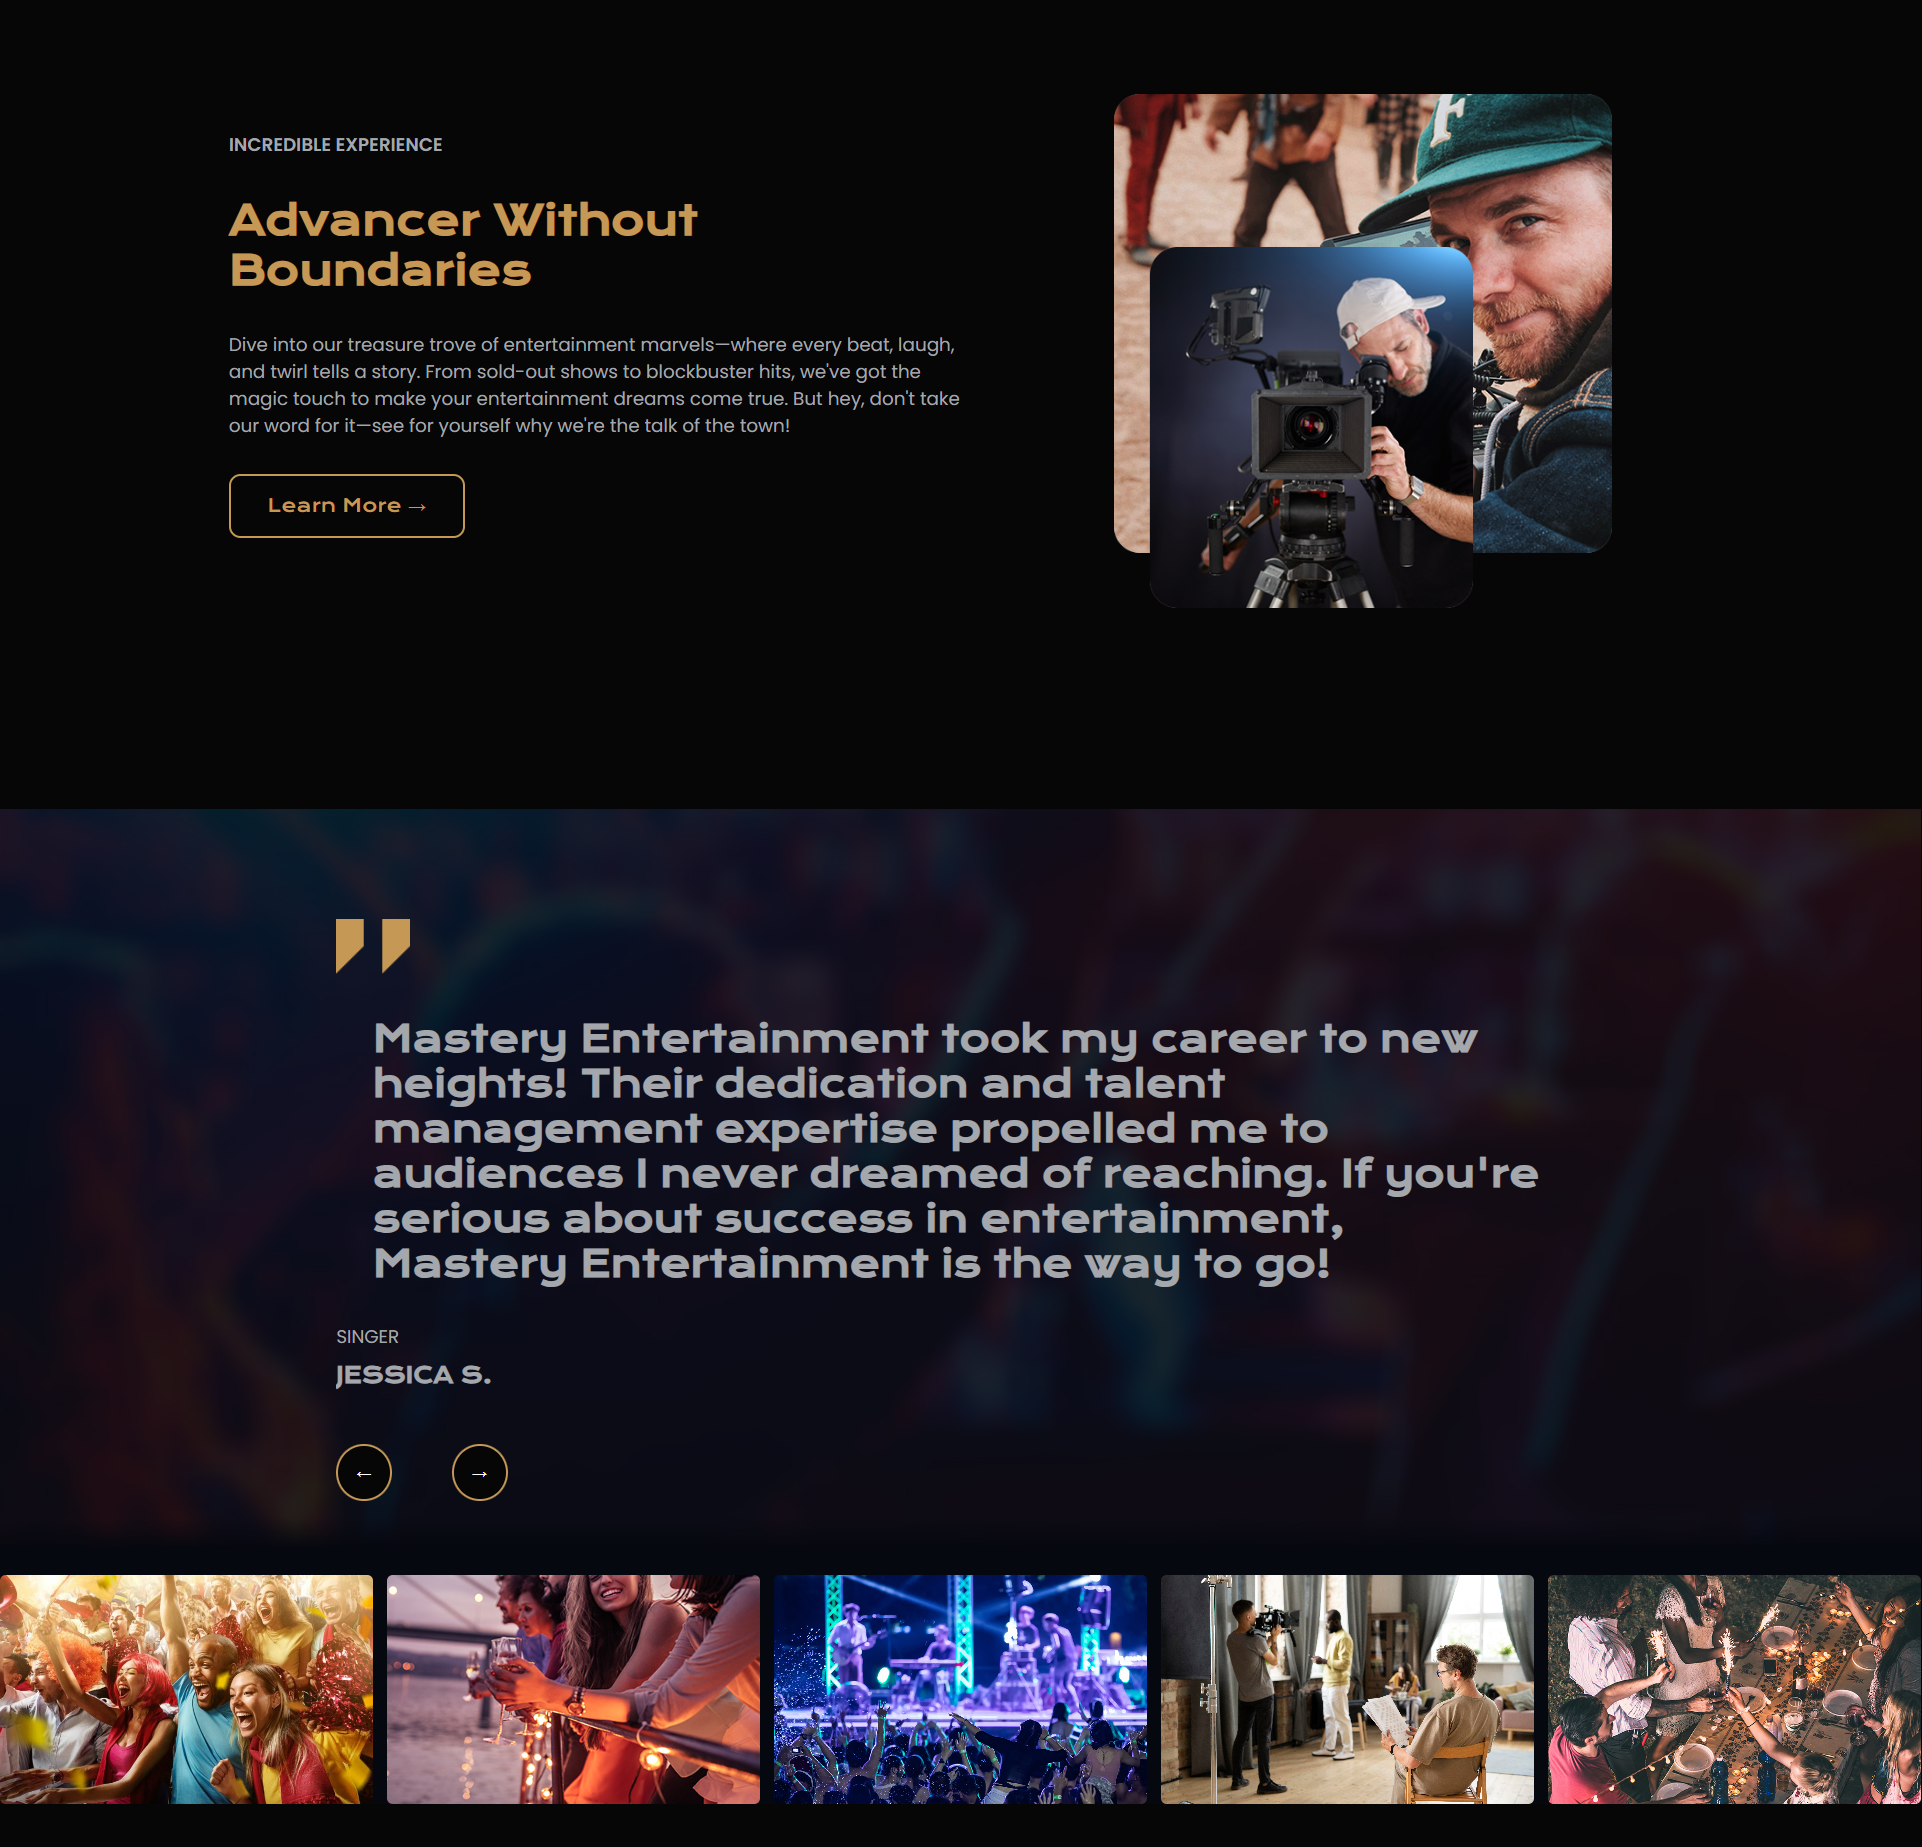 INCREDIBLE EXPERIENCE
Advancer Without
Boundaries
Dive into our treasure trove of entertainment marvels—where every beat, laugh,
and twirl tells a story. From sold-out shows to blockbuster hits, we've got the
magic touch to make your entertainment dreams come true. But hey, don't take
our word for it—see for yourself why we're the talk of the town!
Learn More →
F
Mastery Entertainment took my career to new
heights! Their dedication and talent
management expertise propelled me to
audiences I never dreamed of reaching. If you're
serious about success in entertainment,
Mastery Entertainment is the way to go!
SINGER
JESSICA S.
← →